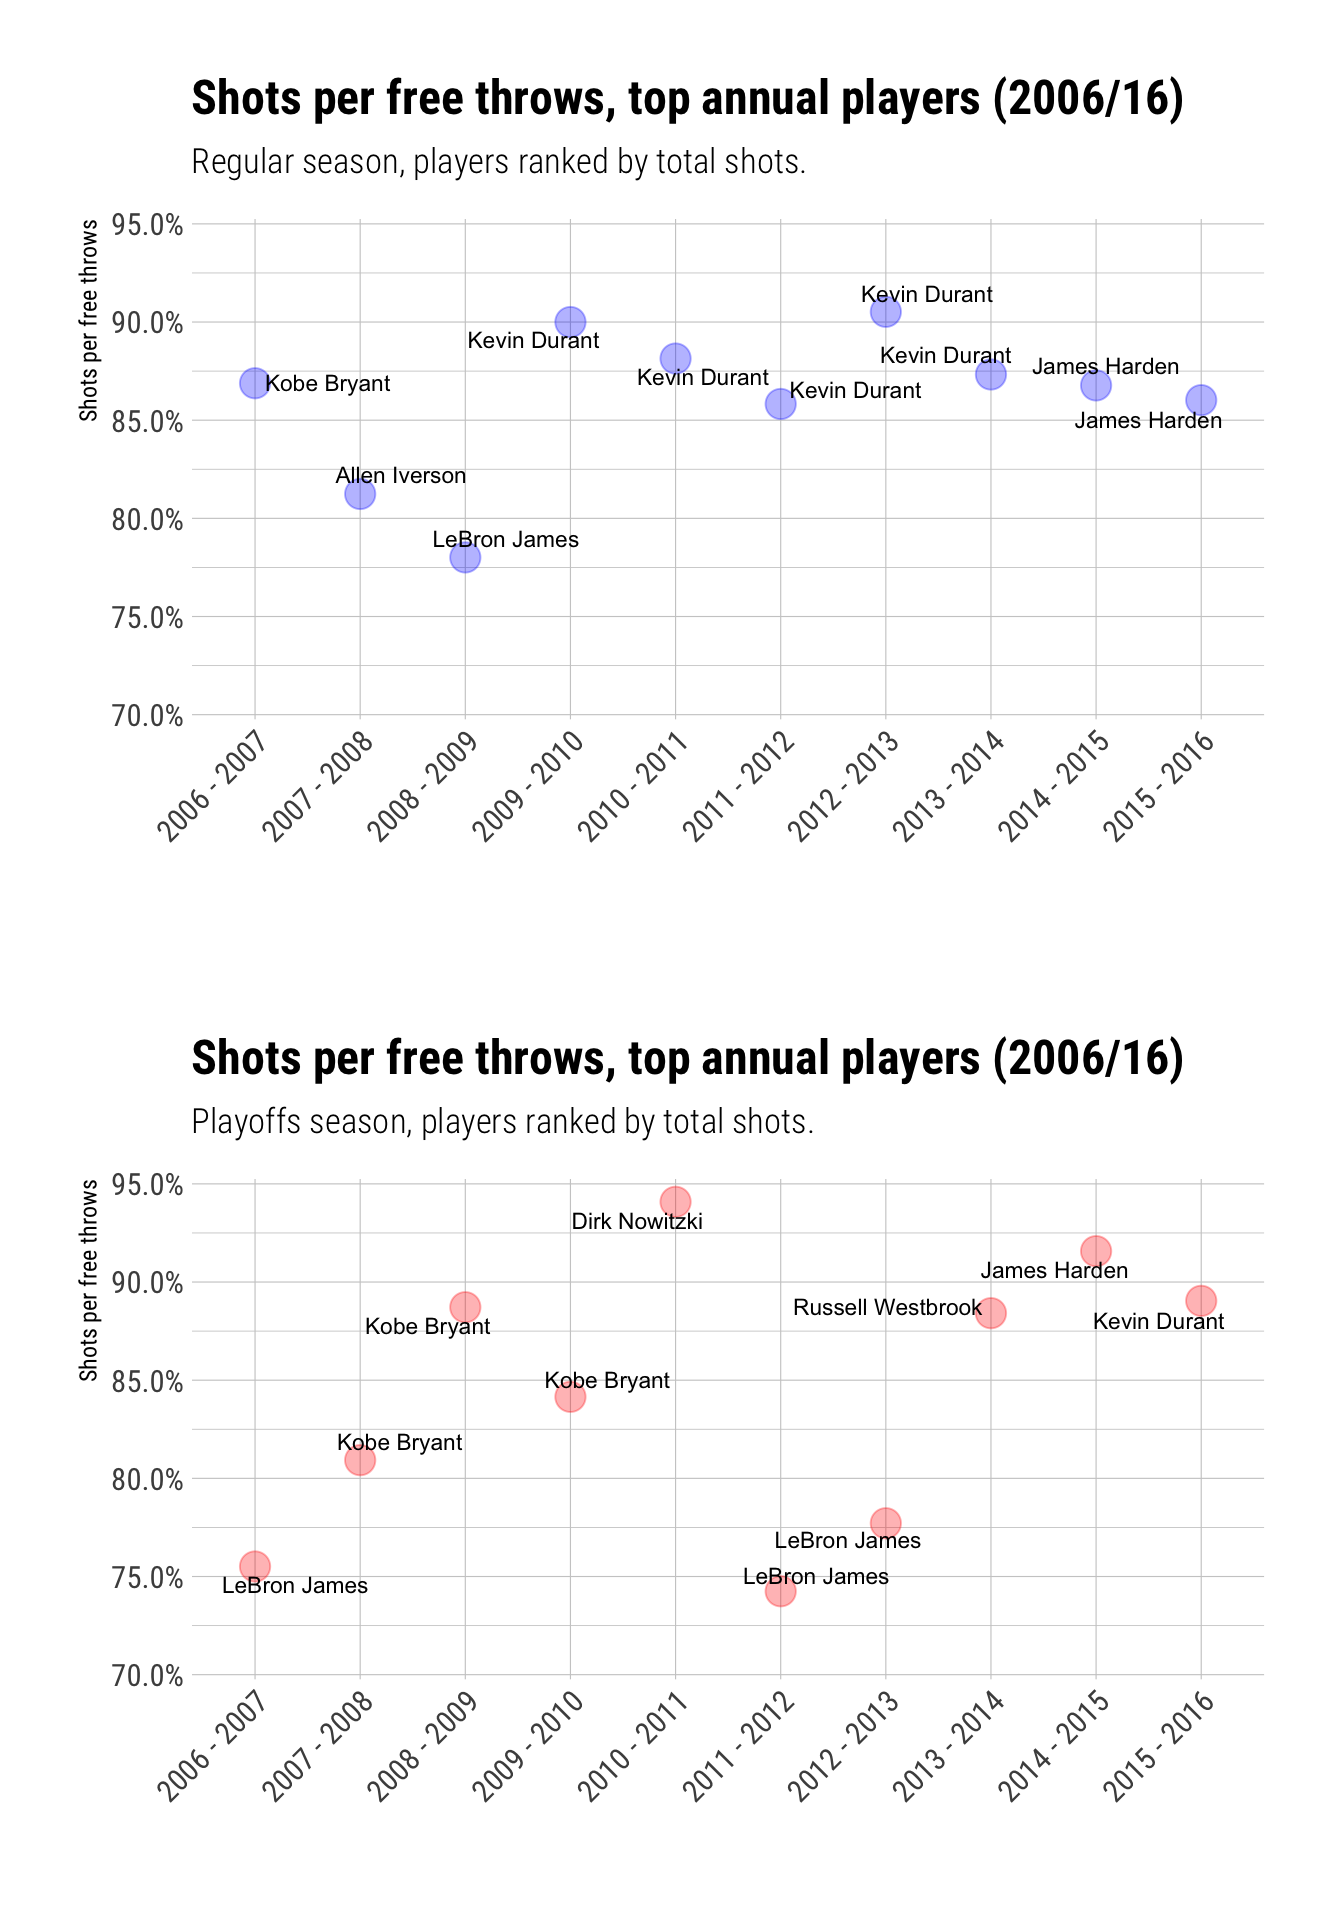 Shots per free throws, top annual players (2006/16)
Regular season, players ranked by total shots.
Shots per free throws
95.0%
90.0%
85.0%
80.0%
75.0%
70.0%
Kevin Durant
Kevin Durant
Kevin Durant
James Harden
Kevin Durant
Kobe Bryant
Kevin Durant
James Harden
Allen Iverson
LeBron James
2006 - 2007
2007 - 2008
2008 - 2009
2009 - 2010
2010 - 2011
2011 - 2012
2012 - 2013
2013 - 2014
2014 - 2015
2015 - 2016
Shots per free throws, top annual players (2006/16)
Playoffs season, players ranked by total shots.
Shots per free throws
95.0%
90.0%
85.0%
80.0%
75.0%
70.0%
Dirk Nowitzki
James Harden
Russell Westbrook
Kevin Durant
Kobe Bryant
Kobe Bryant
Kobe Bryant
LeBron James
LeBron James
LeBron James
2006 - 2007
2007 - 2008
2008 - 2009
2009 - 2010
2010 - 2011
2011 - 2012
2012 - 2013
2013 - 2014
2014 - 2015
2015 - 2016